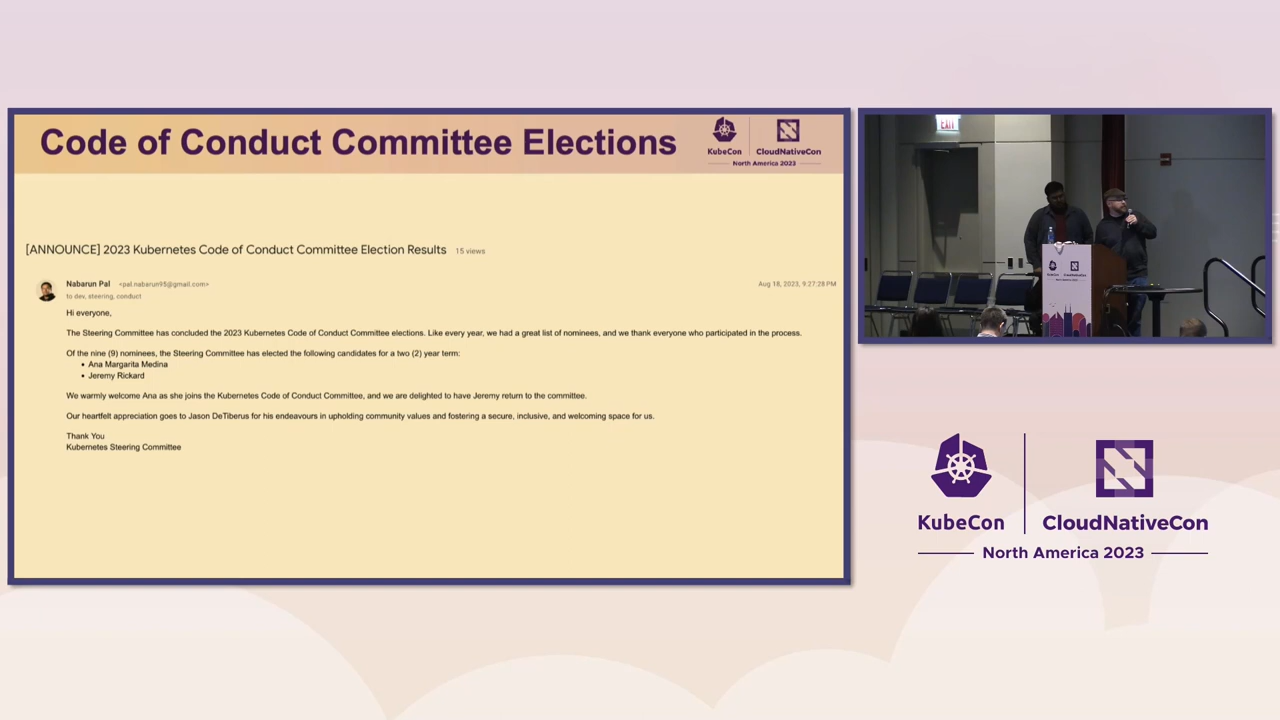 Code of Conduct Committee Elections
KubeCon
CloudNativeCon
North America 2023
[ANNOUNCE] 2023 Kubernetes Code of Conduct Committee Election Results 15 views
Nabarun Pal <pal.nabarun95@gmail.com>
Aug 18, 2023, 9:27:28 PM
to dev, steering, conduct
Hi everyone,
The Steering Committee has concluded the 2023 Kubernetes Code of Conduct Committee elections. Like every year, we had a great list of nominees, and we thank everyone who participated in the process.
Of the nine (9) nominees, the Steering Committee has elected the following candidates for a two (2) year term:
• Ana Margarita Medina
• Jeremy Rickard
We warmly welcome Ana as she joins the Kubernetes Code of Conduct Committee, and we are delighted to have Jeremy return to the committee.
Our heartfelt appreciation goes to Jason DeTiberus for his endeavours in upholding community values and fostering a secure, inclusive, and welcoming space for us.
Thank You
Kubernetes Steering Committee
EXIT
KubeCon
CloudNativeCon
North America 2023